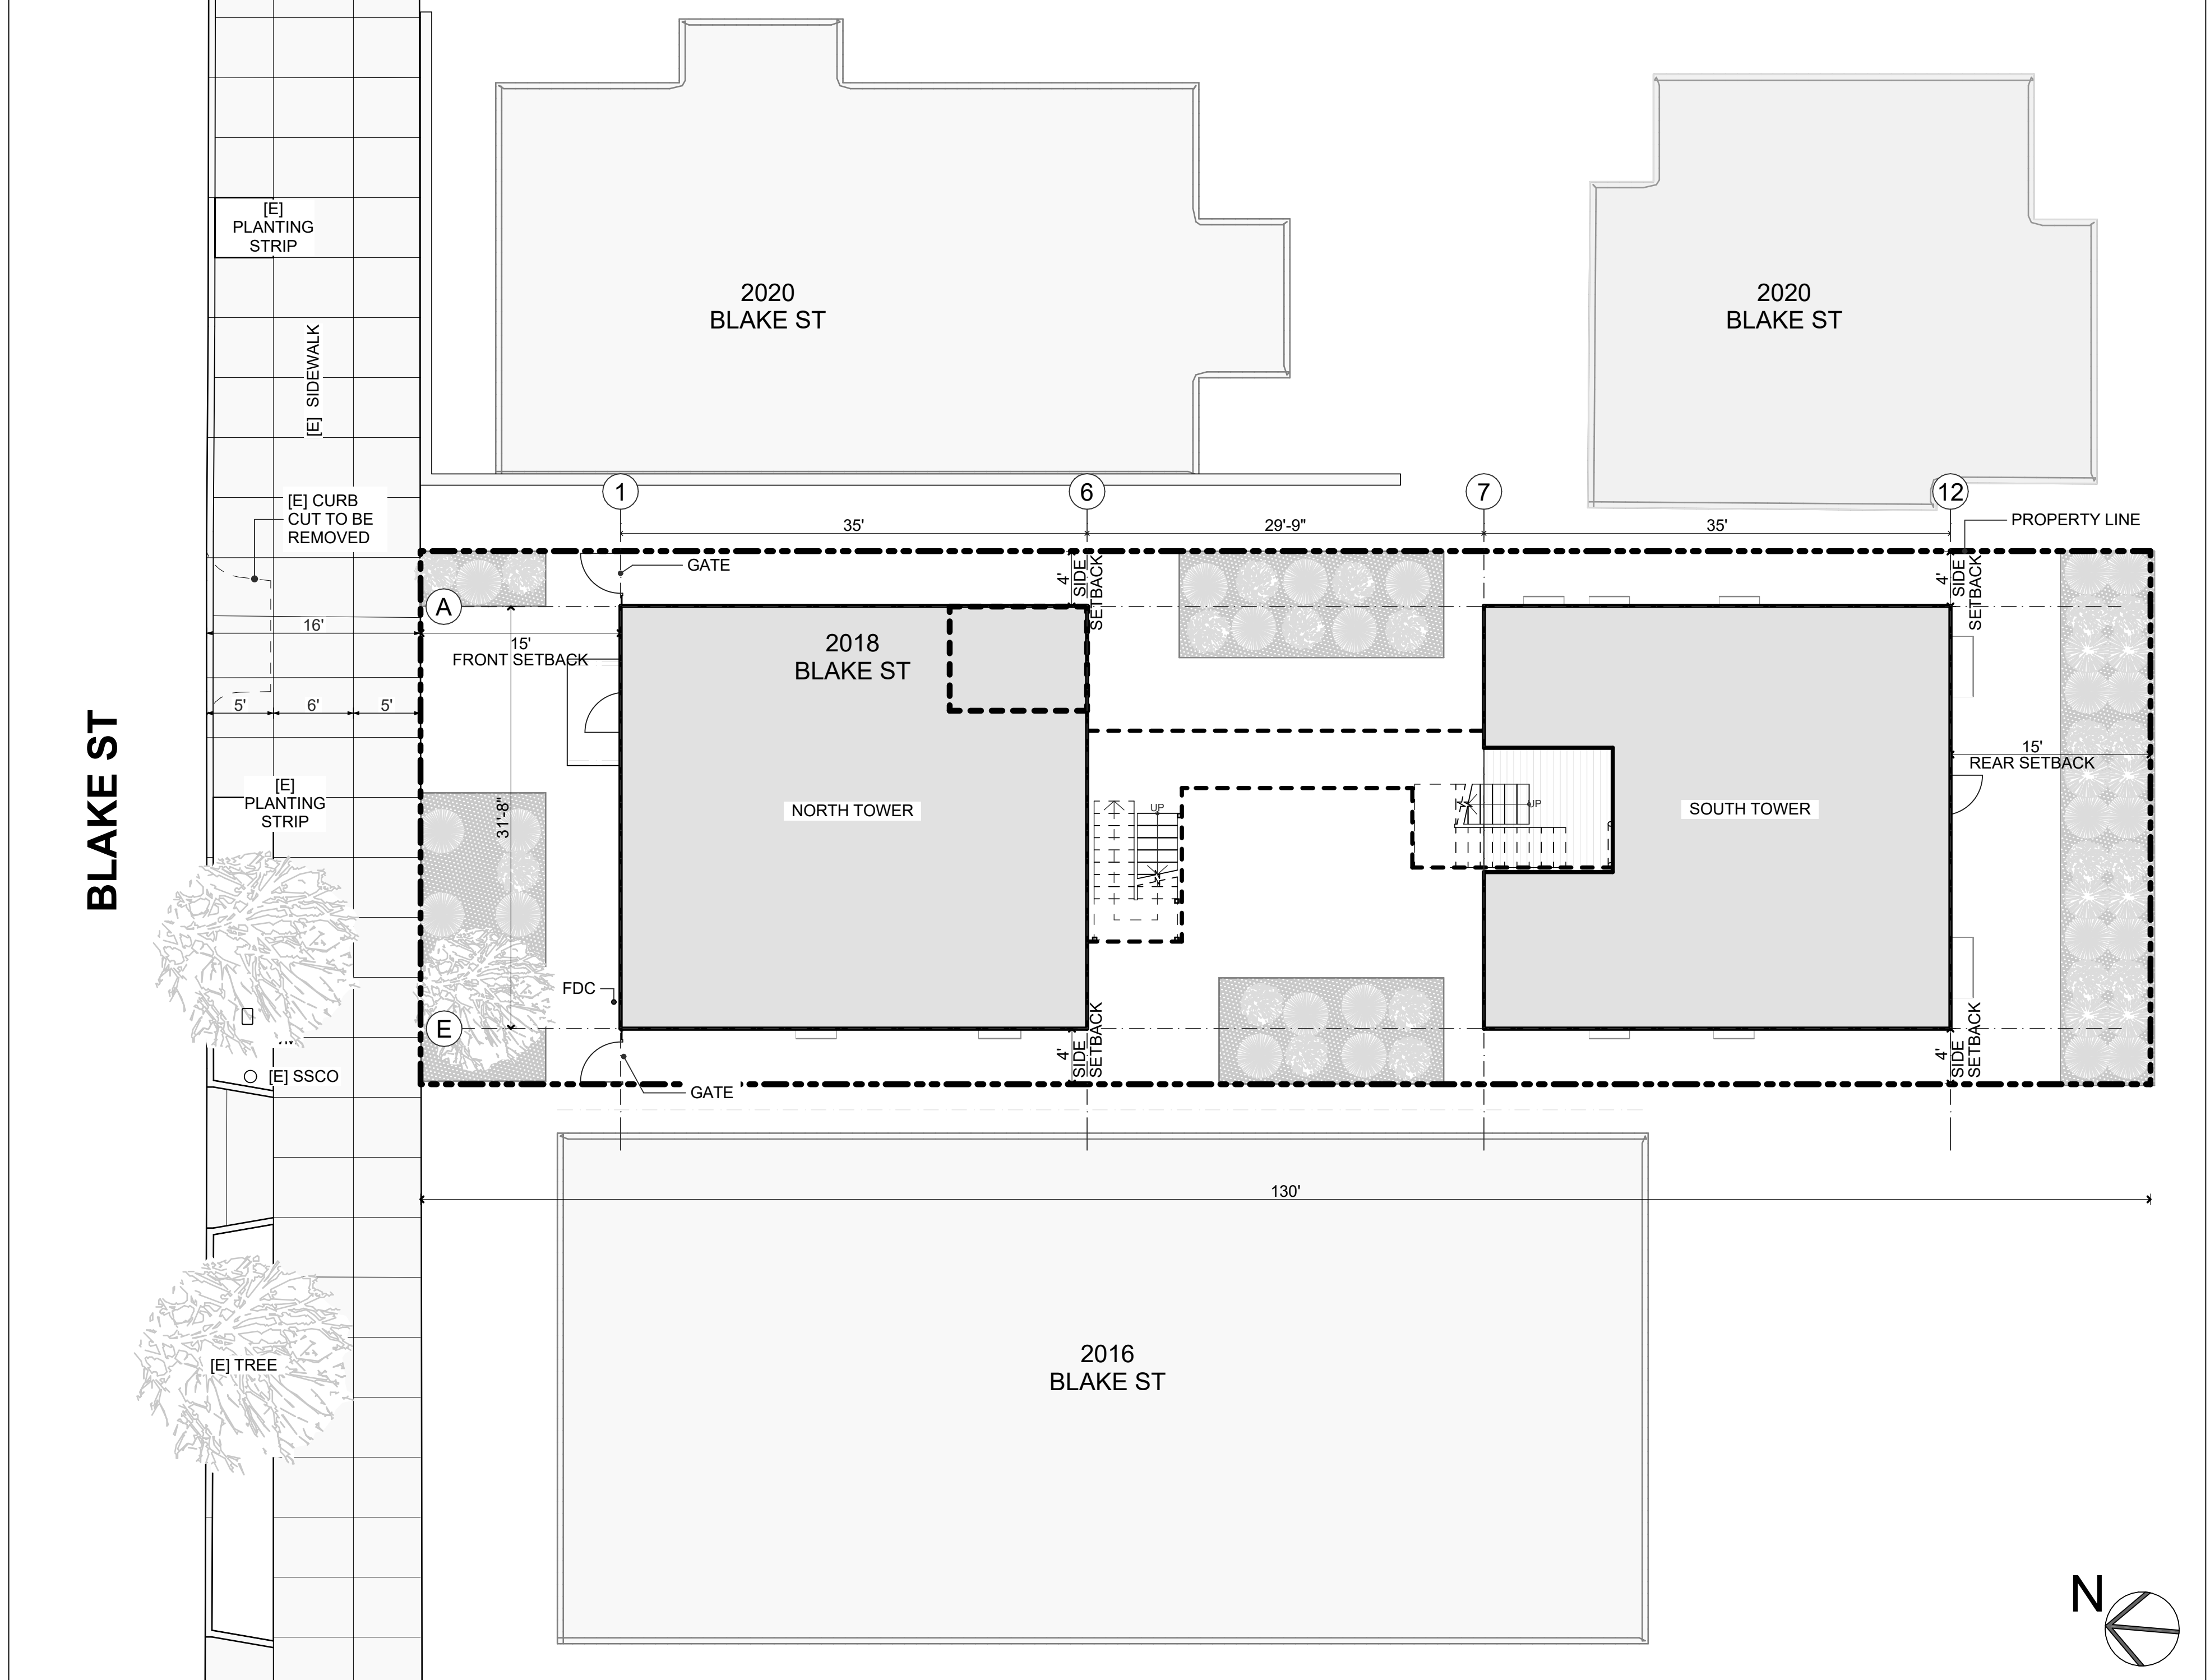 [E]
PLANTING
STRIP
2020
BLAKE ST
2020
BLAKE ST
[E] SIDEWALK
[E] CURB
CUT TO BE
REMOVED
1
6
7
12
35'
29'-9"
35'
PROPERTY LINE
GATE
4'
SIDE
SETBACK
4'
SIDE
SETBACK
A
16'
15'
FRONT SETBACK
2018
BLAKE ST
5'
6'
5'
BLAKE ST
15'
REAR SETBACK
[E]
PLANTING
STRIP
31'-8"
NORTH TOWER
UP
UP
SOUTH TOWER
FDC
E
4'
SIDE
SETBACK
4'
SIDE
SETBACK
[E] SSCO
GATE
130'
[E] TREE
2016
BLAKE ST
N